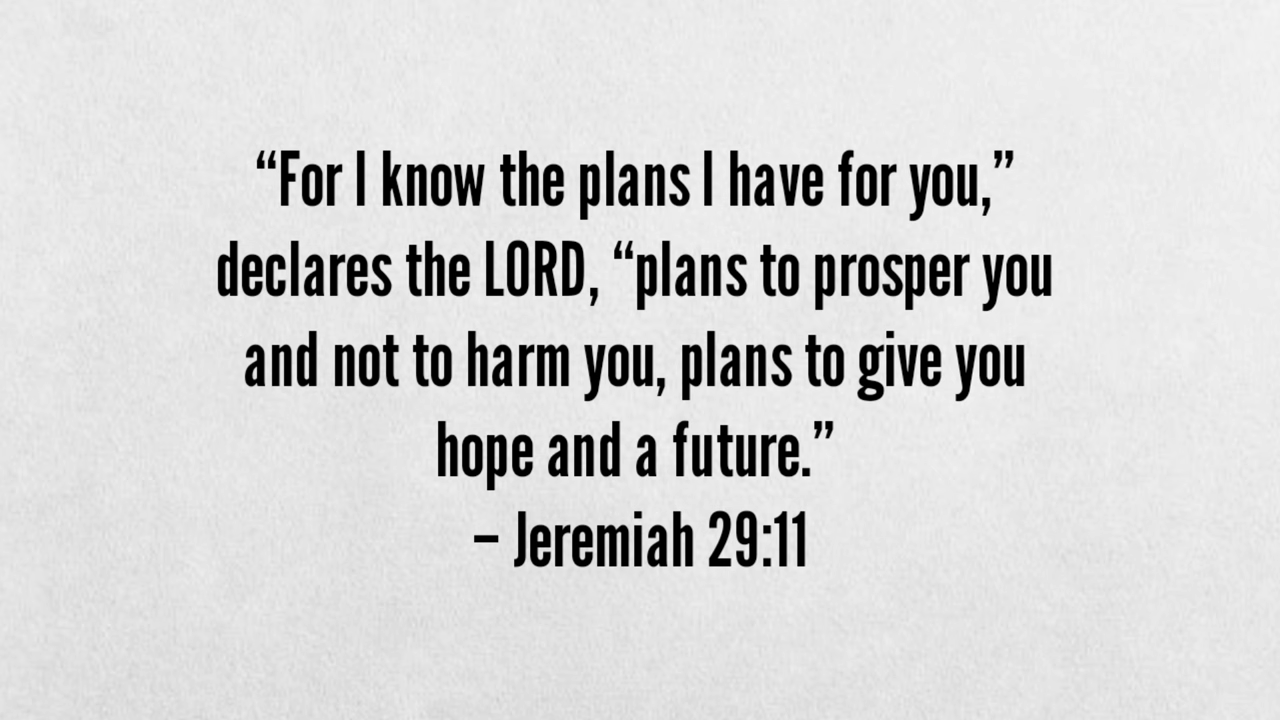 “For I know the plans I have for you,”
declares the LORD, “plans to prosper you
and not to harm you, plans to give you
hope and a future.”
– Jeremiah 29:11